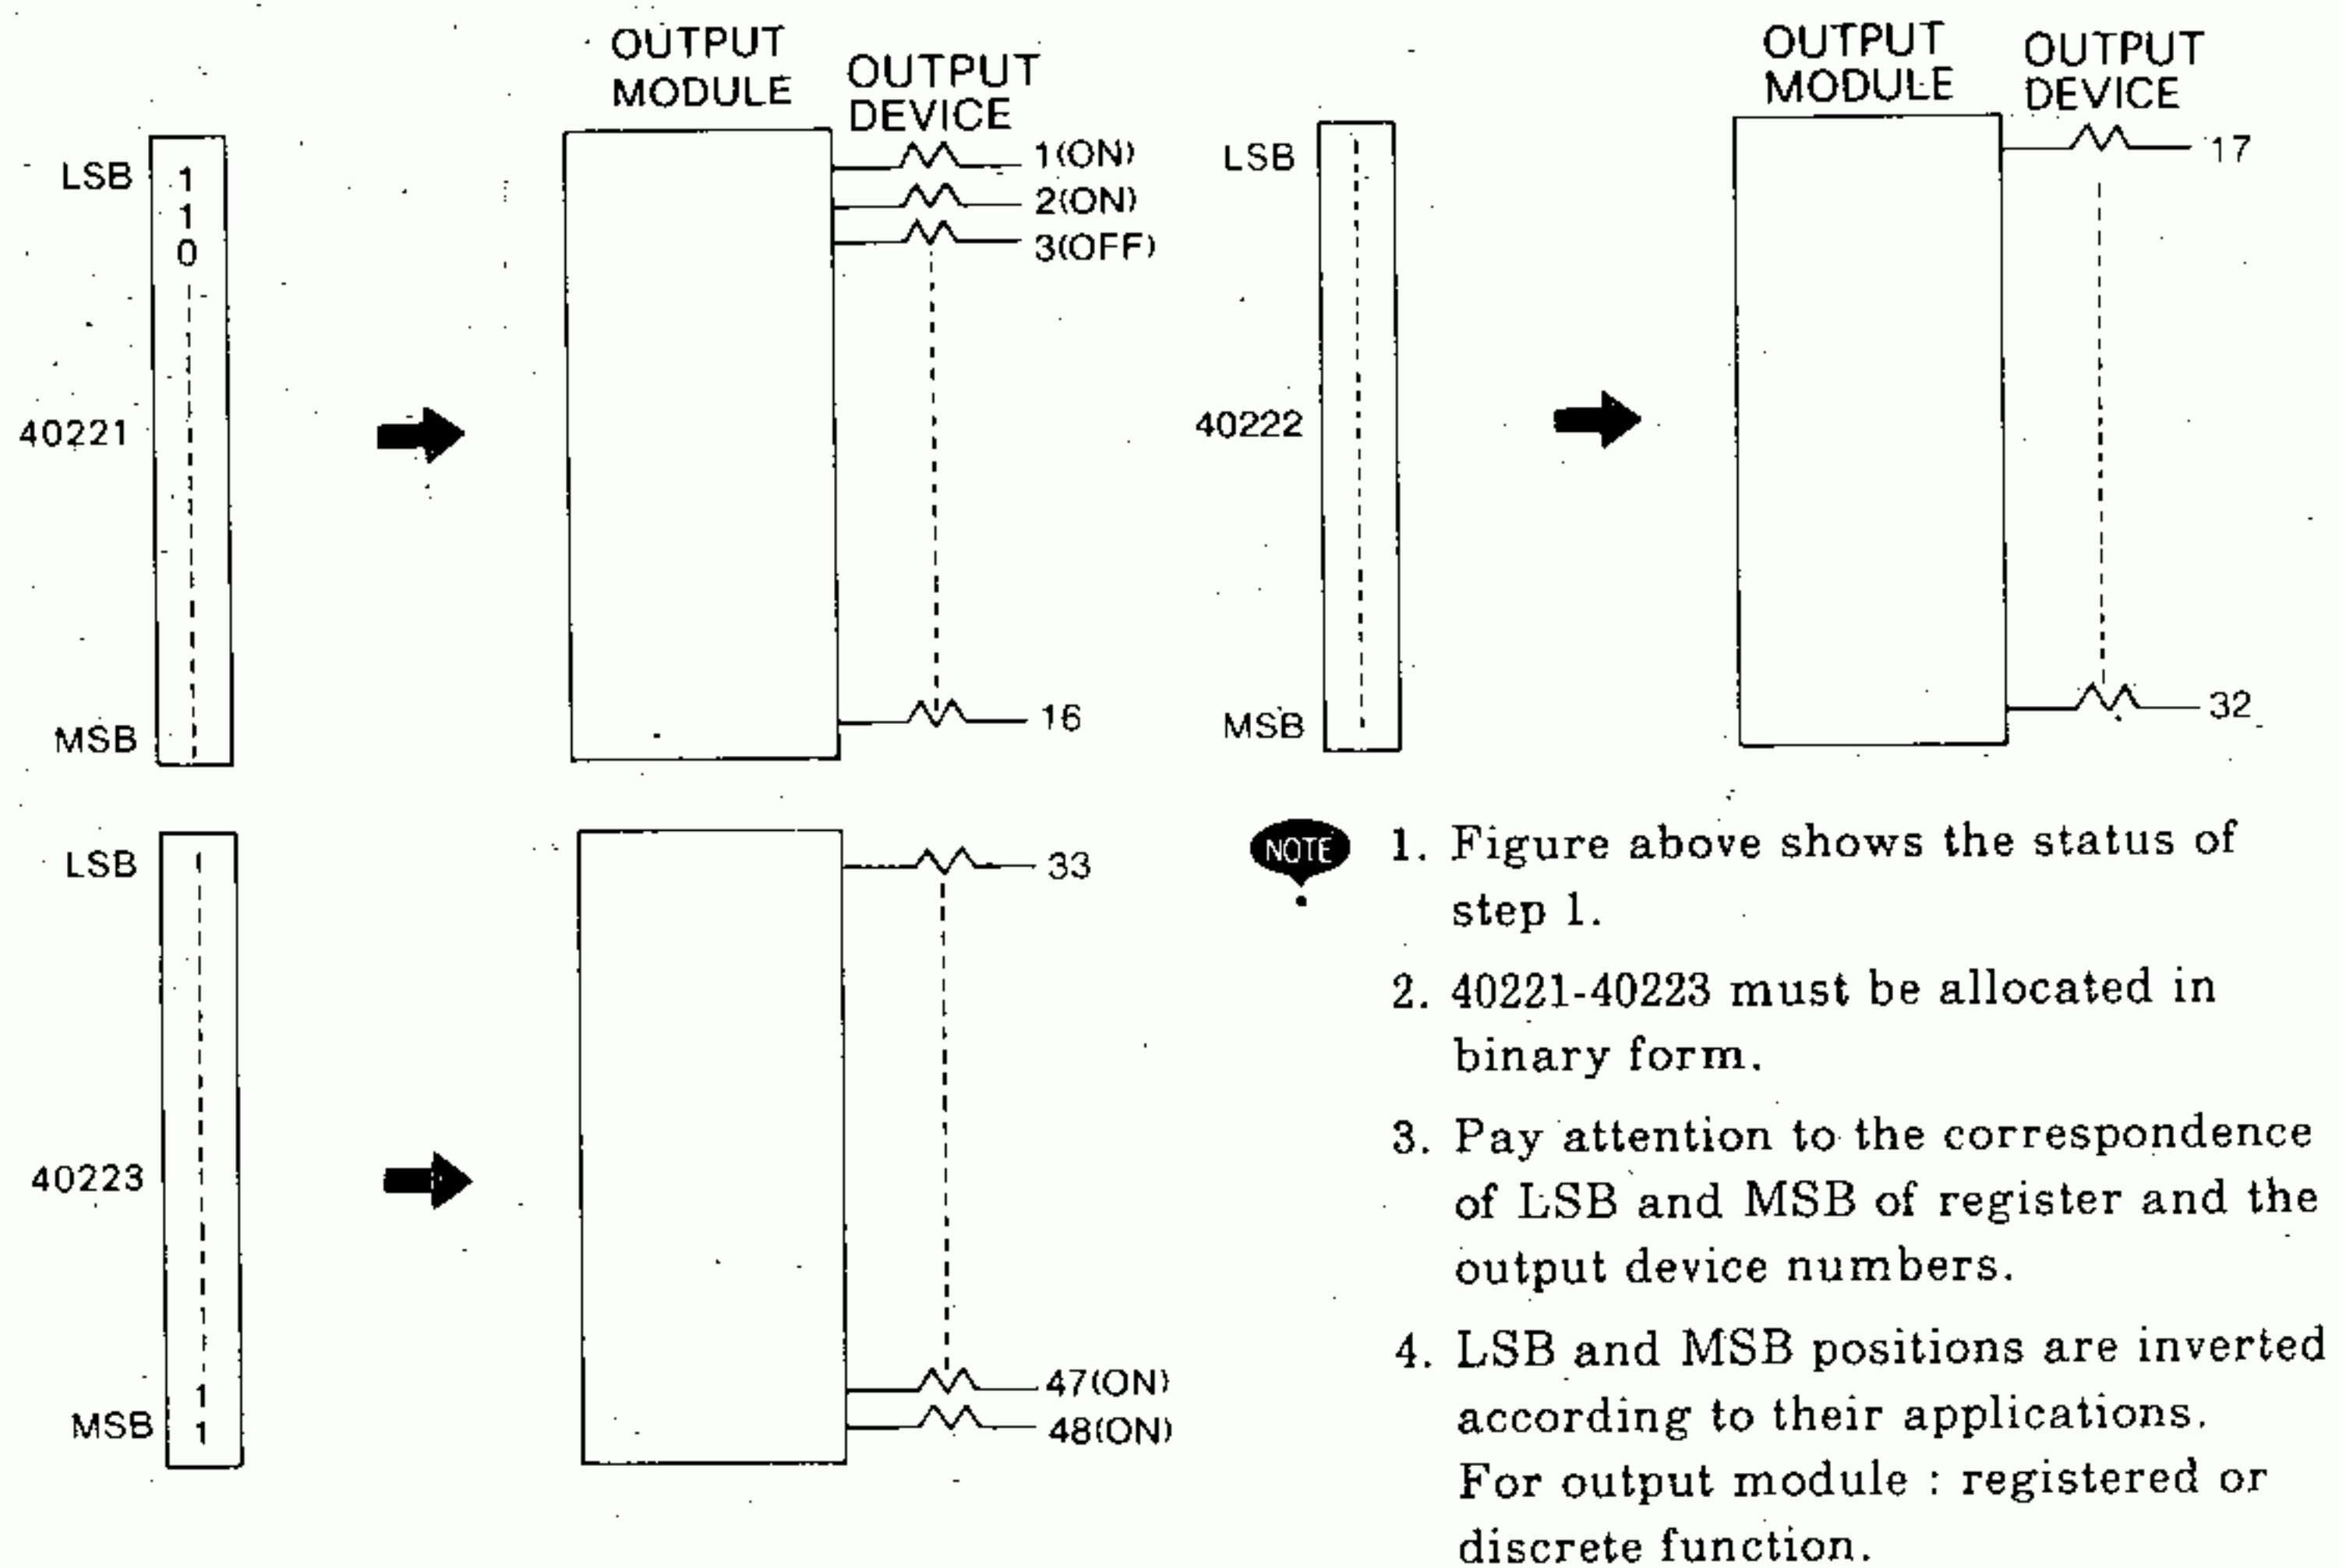 OUTPUT
MODULE
OUTPUT
DEVICE
LSB
1
1
0
40221
MSB
1(ON)
2(ON)
3(OFF)
16
OUTPUT
MODULE
OUTPUT
DEVICE
LSB
40222
MSB
17
32
LSB
40223
MSB
1
1
33
47(ON)
48(ON)
NOTE
1. Figure above shows the status of
step 1.
2. 40221-40223 must be allocated in
binary form.
3. Pay attention to the correspondence
of LSB and MSB of register and the
output device numbers.
4. LSB and MSB positions are inverted
according to their applications.
For output module : registered or
discrete function.